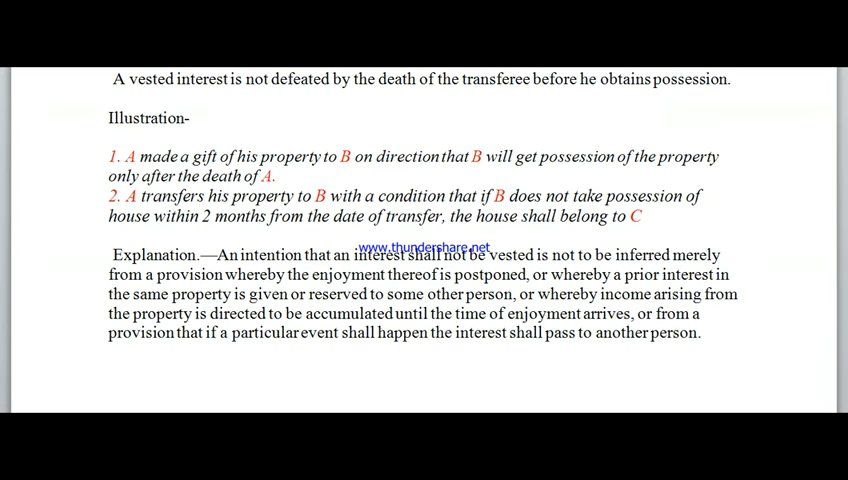 A vested interest is not defeated by the death of the transferee before he obtains possession.
Illustration-
1. A made a gift of his property to B on direction that B will get possession of the property
only after the death of A.
2. A transfers his property to B with a condition that if B does not take possession of
house within 2 months from the date of transfer, the house shall belong to C
www.thundershare.net
Explanation.—An intention that an interest shall not be vested is not to be inferred merely
from a provision whereby the enjoyment thereof is postponed, or whereby a prior interest in
the same property is given or reserved to some other person, or whereby income arising from
the property is directed to be accumulated until the time of enjoyment arrives, or from a
provision that if a particular event shall happen the interest shall pass to another person.